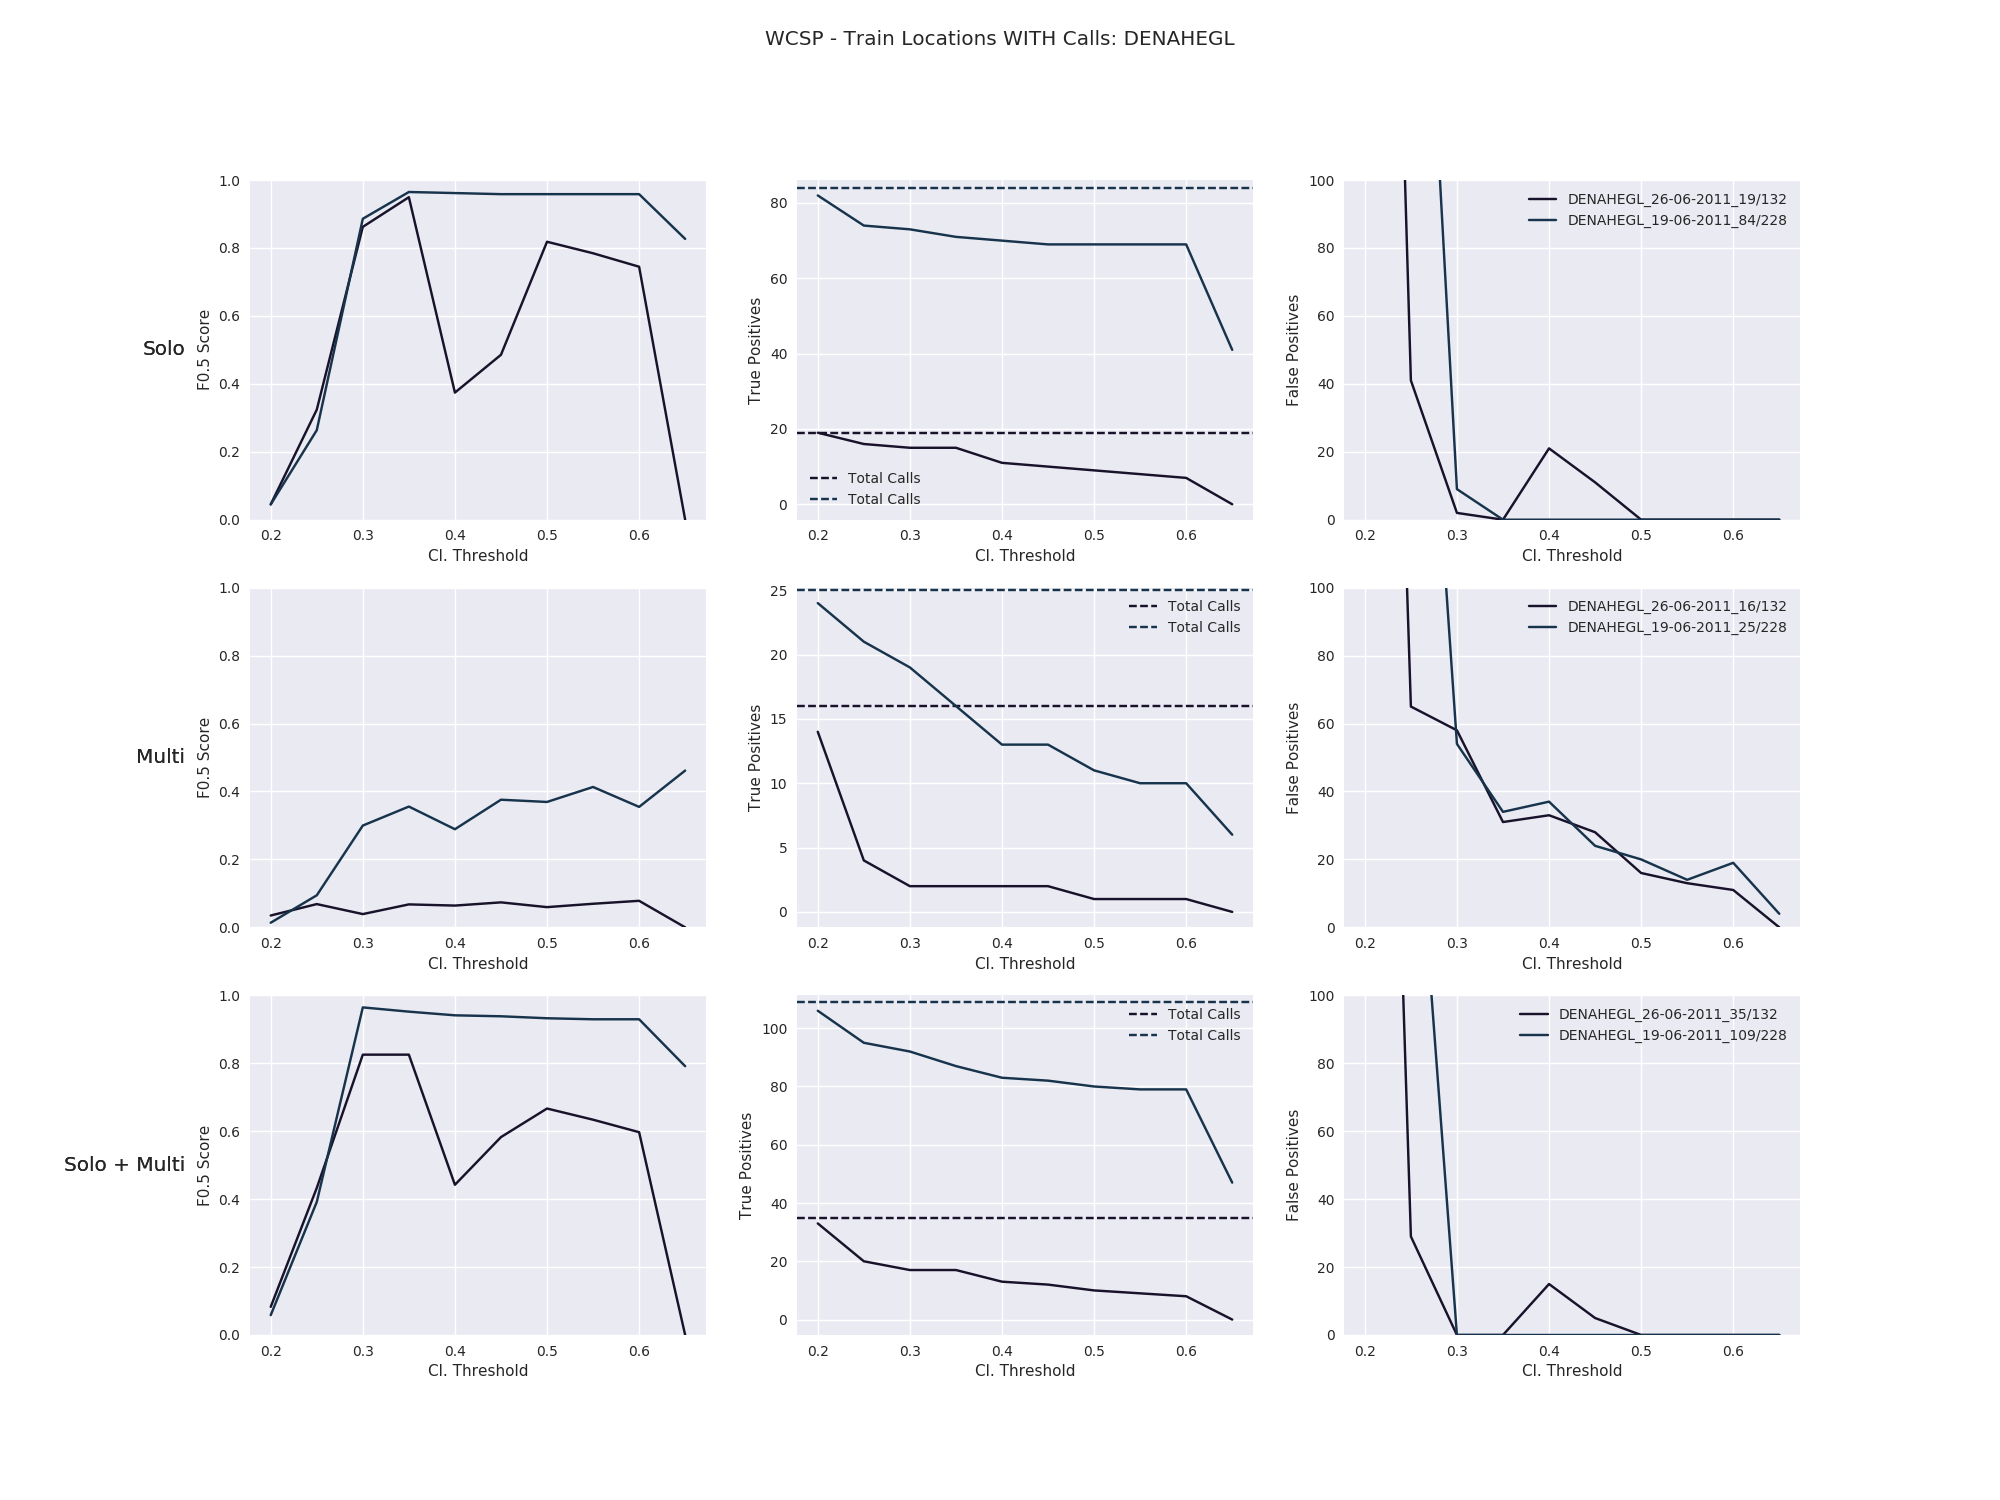 WCSP - Train Locations WITH Calls: DENAHEGL
Solo
F0.5 Score
1.0
0.8
0.6
0.4
0.2
0.0
0.2 0.3 0.4 0.5 0.6
Cl. Threshold
True Positives
80
60
40
20
0
Total Calls
Total Calls
0.2 0.3 0.4 0.5 0.6
Cl. Threshold
False Positives
100
80
60
40
20
0
DENAHEGL_26-06-2011_19/132
DENAHEGL_19-06-2011_84/228
0.2 0.3 0.4 0.5 0.6
Cl. Threshold
Multi
F0.5 Score
1.0
0.8
0.6
0.4
0.2
0.0
0.2 0.3 0.4 0.5 0.6
Cl. Threshold
True Positives
25
20
15
10
5
0
Total Calls
Total Calls
0.2 0.3 0.4 0.5 0.6
Cl. Threshold
False Positives
100
80
60
40
20
0
DENAHEGL_26-06-2011_16/132
DENAHEGL_19-06-2011_25/228
0.2 0.3 0.4 0.5 0.6
Cl. Threshold
Solo + Multi
F0.5 Score
1.0
0.8
0.6
0.4
0.2
0.0
0.2 0.3 0.4 0.5 0.6
Cl. Threshold
True Positives
100
80
60
40
20
0
Total Calls
Total Calls
0.2 0.3 0.4 0.5 0.6
Cl. Threshold
False Positives
100
80
60
40
20
0
DENAHEGL_26-06-2011_35/132
DENAHEGL_19-06-2011_109/228
0.2 0.3 0.4 0.5 0.6
Cl. Threshold